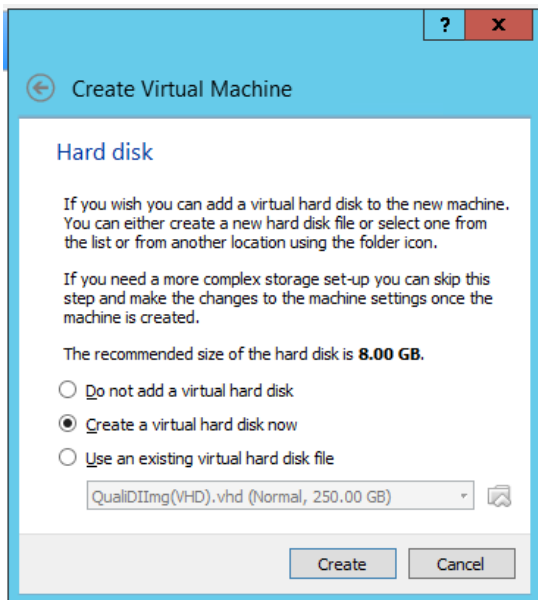 ?
x
Create Virtual Machine
Hard disk
If you wish you can add a virtual hard disk to the new machine.
You can either create a new hard disk file or select one from
the list or from another location using the folder icon.
If you need a more complex storage set-up you can skip this
step and make the changes to the machine settings once the
machine is created.
The recommended size of the hard disk is 8.00 GB.
Do not add a virtual hard disk
Create a virtual hard disk now
Use an existing virtual hard disk file
QualiDIImg(VHD).vhd (Normal, 250.00 GB)
Create
Cancel